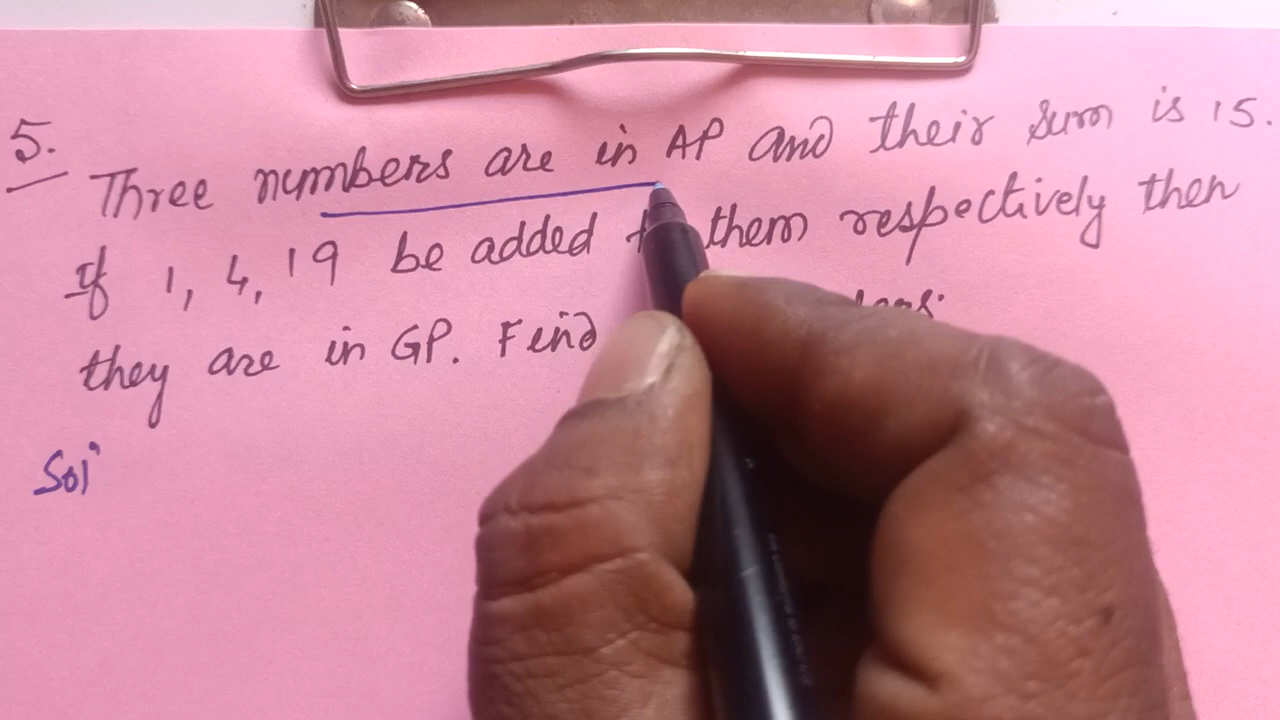 5.
Three numbers are in AP and their sum is 15.
If 1, 4, 19 be added them respectively then
they are in GP. Find
Sol